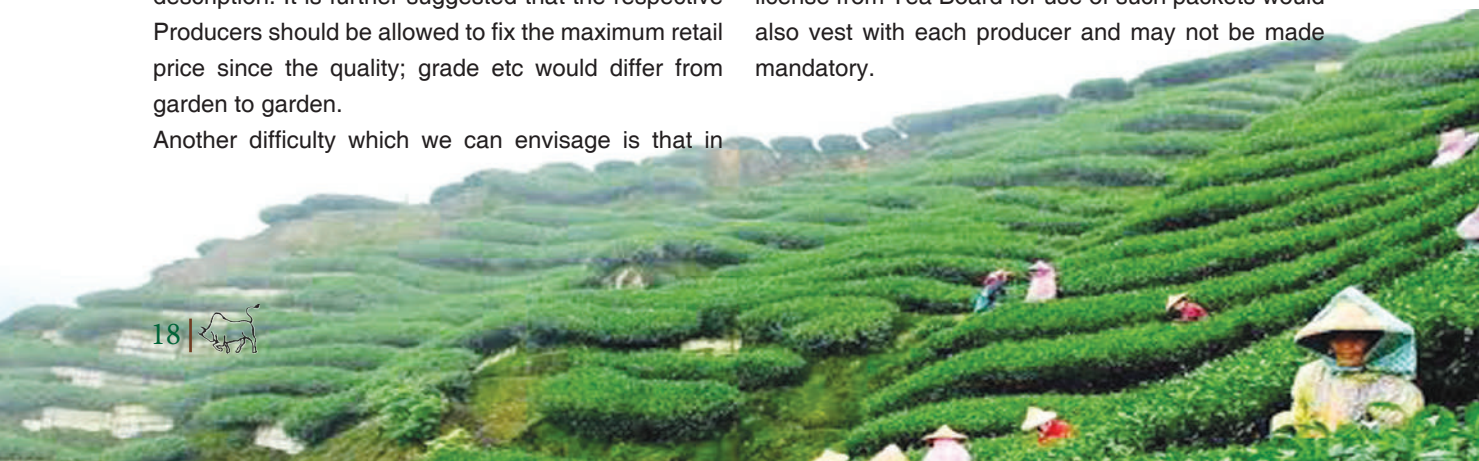 description. It is further suggested that the respective
Producers should be allowed to fix the maximum retail
price since the quality; grade etc would differ from
garden to garden.
Another difficulty which we can envisage is that in
license from Tea Board for use of such packets would
also vest with each producer and may not be made
mandatory.
18